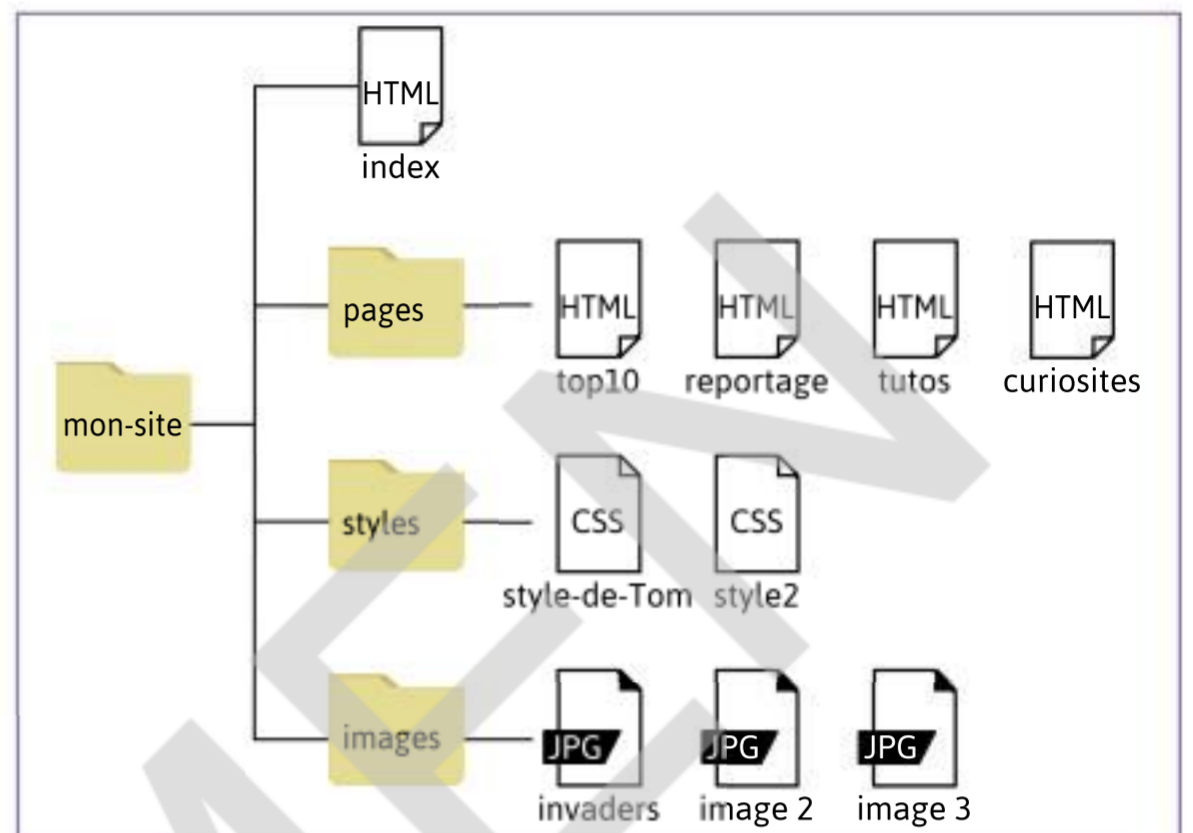 HTML
index
pages
HTML HTML HTML HTML
top10 reportage tutos curiosites
mon-site
styles
CSS CSS
style-de-Tom style2
images
JPG JPG JPG
invaders image 2 image 3